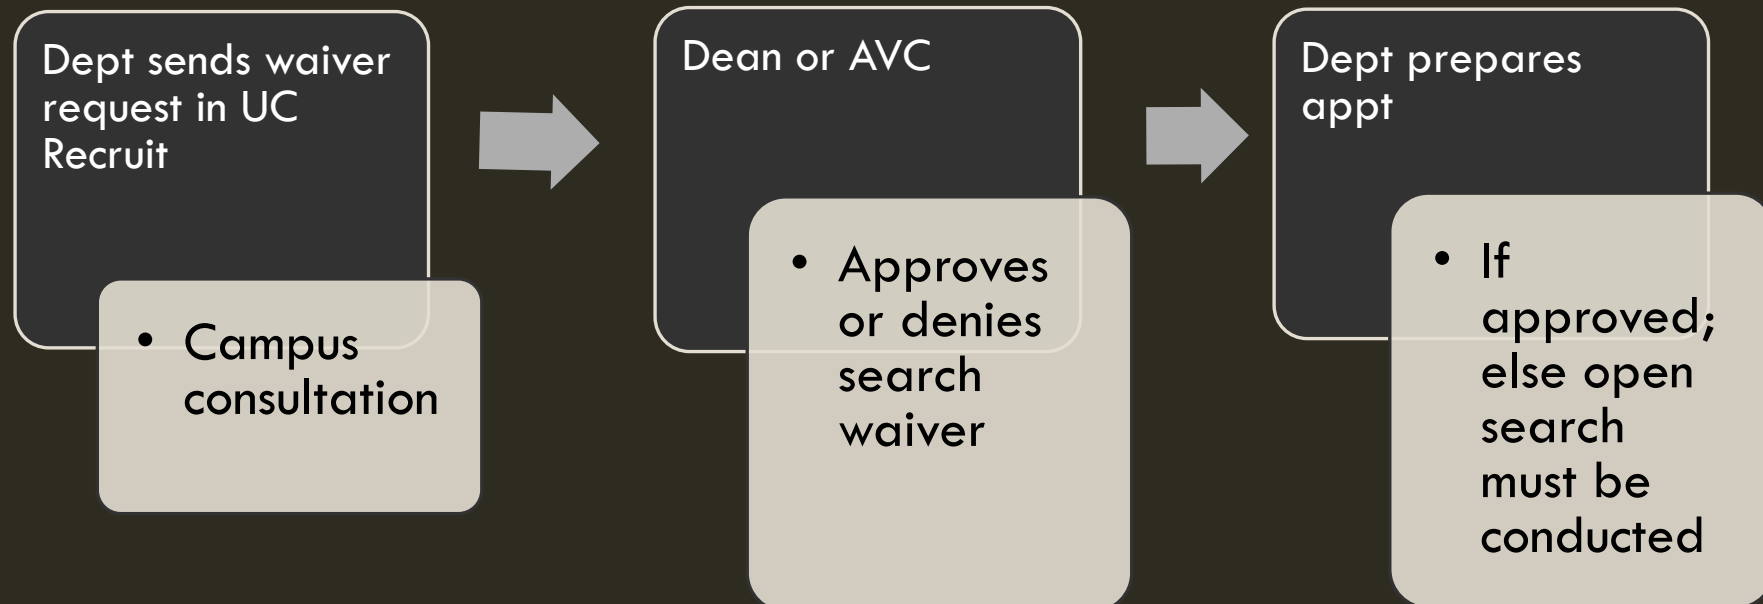 Dept sends waiver
request in UC
Recruit
• Campus
consultation
Dean or AVC
• Approves
or denies
search
waiver
Dept prepares
appt
• If
approved;
else open
search
must be
conducted